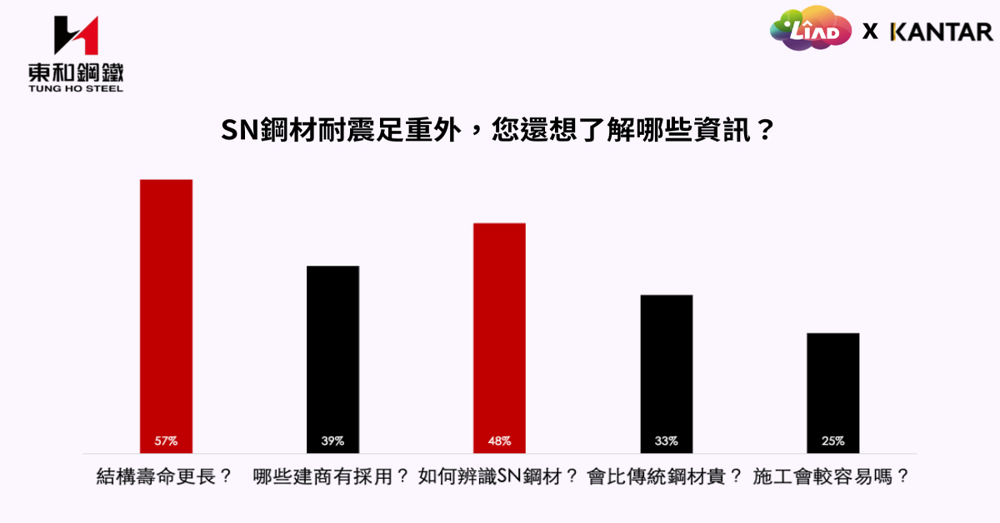 東和鋼鐵
TUNG HO STEEL
LÎAD X KANTAR
SN鋼材耐震足重外，您還想了解哪些資訊？
57%
39%
48%
33%
25%
結構壽命更長？
哪些建商有採用？
如何辨識SN鋼材？
會比傳統鋼材貴？
施工會較容易嗎？